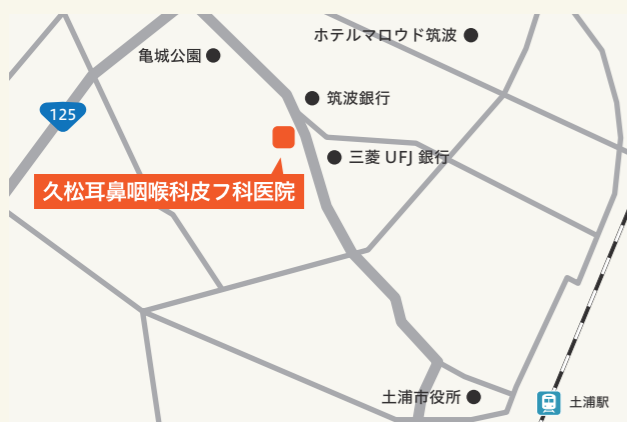 ホテルマロウド筑波
亀城公園
筑波銀行
125
三菱 UFJ 銀行
久松耳鼻咽喉科皮フ科医院
土浦市役所
土浦駅